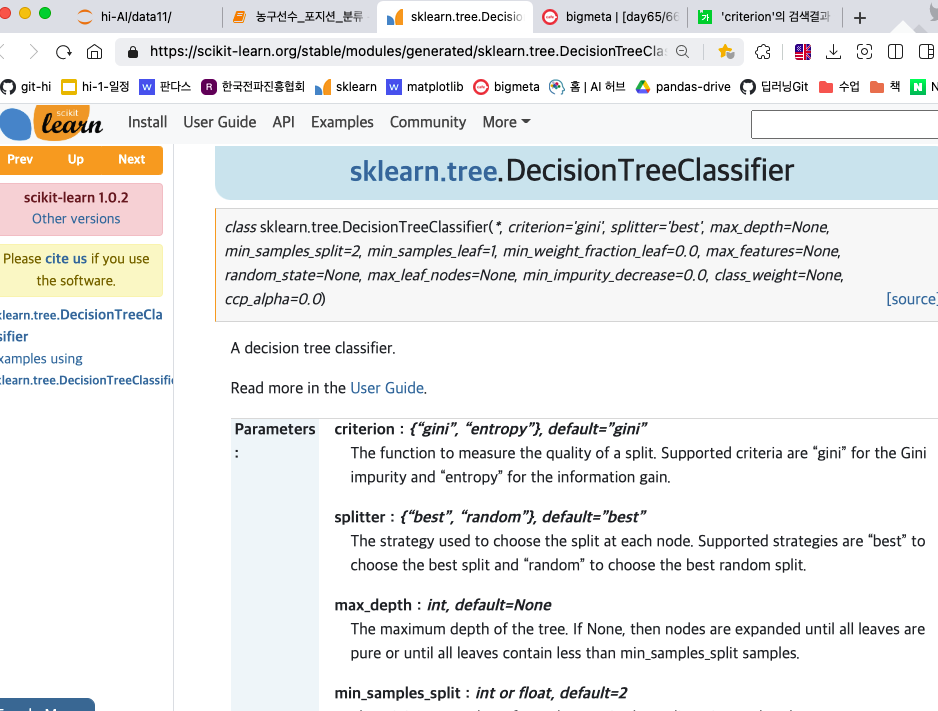 hi-AI/data11/
농구선수_포지션_분류
sklearn.tree.Decisio
bigmeta | [day65/66
'criterion'의 검색결과
https://scikit-learn.org/stable/modules/generated/sklearn.tree.DecisionTreeClas
git-hi
hi-1-일정
판다스
한국전파진흥협회
sklearn
matplotlib
bigmeta
홈 | AI 허브
pandas-drive
딥러닝Git
수업
책
N
scikit
learn
Install
User Guide
API
Examples
Community
More
Prev
Up
Next
scikit-learn 1.0.2
Other versions
Please cite us if you use
the software.
klearn.tree.DecisionTreeCla
sifier
xamples using
klearn.tree.DecisionTreeClassifie
sklearn.tree.DecisionTreeClassifier
class sklearn.tree.DecisionTreeClassifier(*, criterion='gini', splitter='best', max_depth=None,
min_samples_split=2, min_samples_leaf=1, min_weight_fraction_leaf=0.0, max_features=None,
random_state=None, max_leaf_nodes=None, min_impurity_decrease=0.0, class_weight=None,
ccp_alpha=0.0)
[source]
A decision tree classifier.
Read more in the User Guide.
Parameters
:
criterion : {“gini”, “entropy”}, default=”gini”
The function to measure the quality of a split. Supported criteria are “gini” for the Gini
impurity and “entropy” for the information gain.
splitter : {“best”, “random”}, default=”best”
The strategy used to choose the split at each node. Supported strategies are “best” to
choose the best split and “random” to choose the best random split.
max_depth : int, default=None
The maximum depth of the tree. If None, then nodes are expanded until all leaves are
pure or until all leaves contain less than min_samples_split samples.
min_samples_split : int or float, default=2